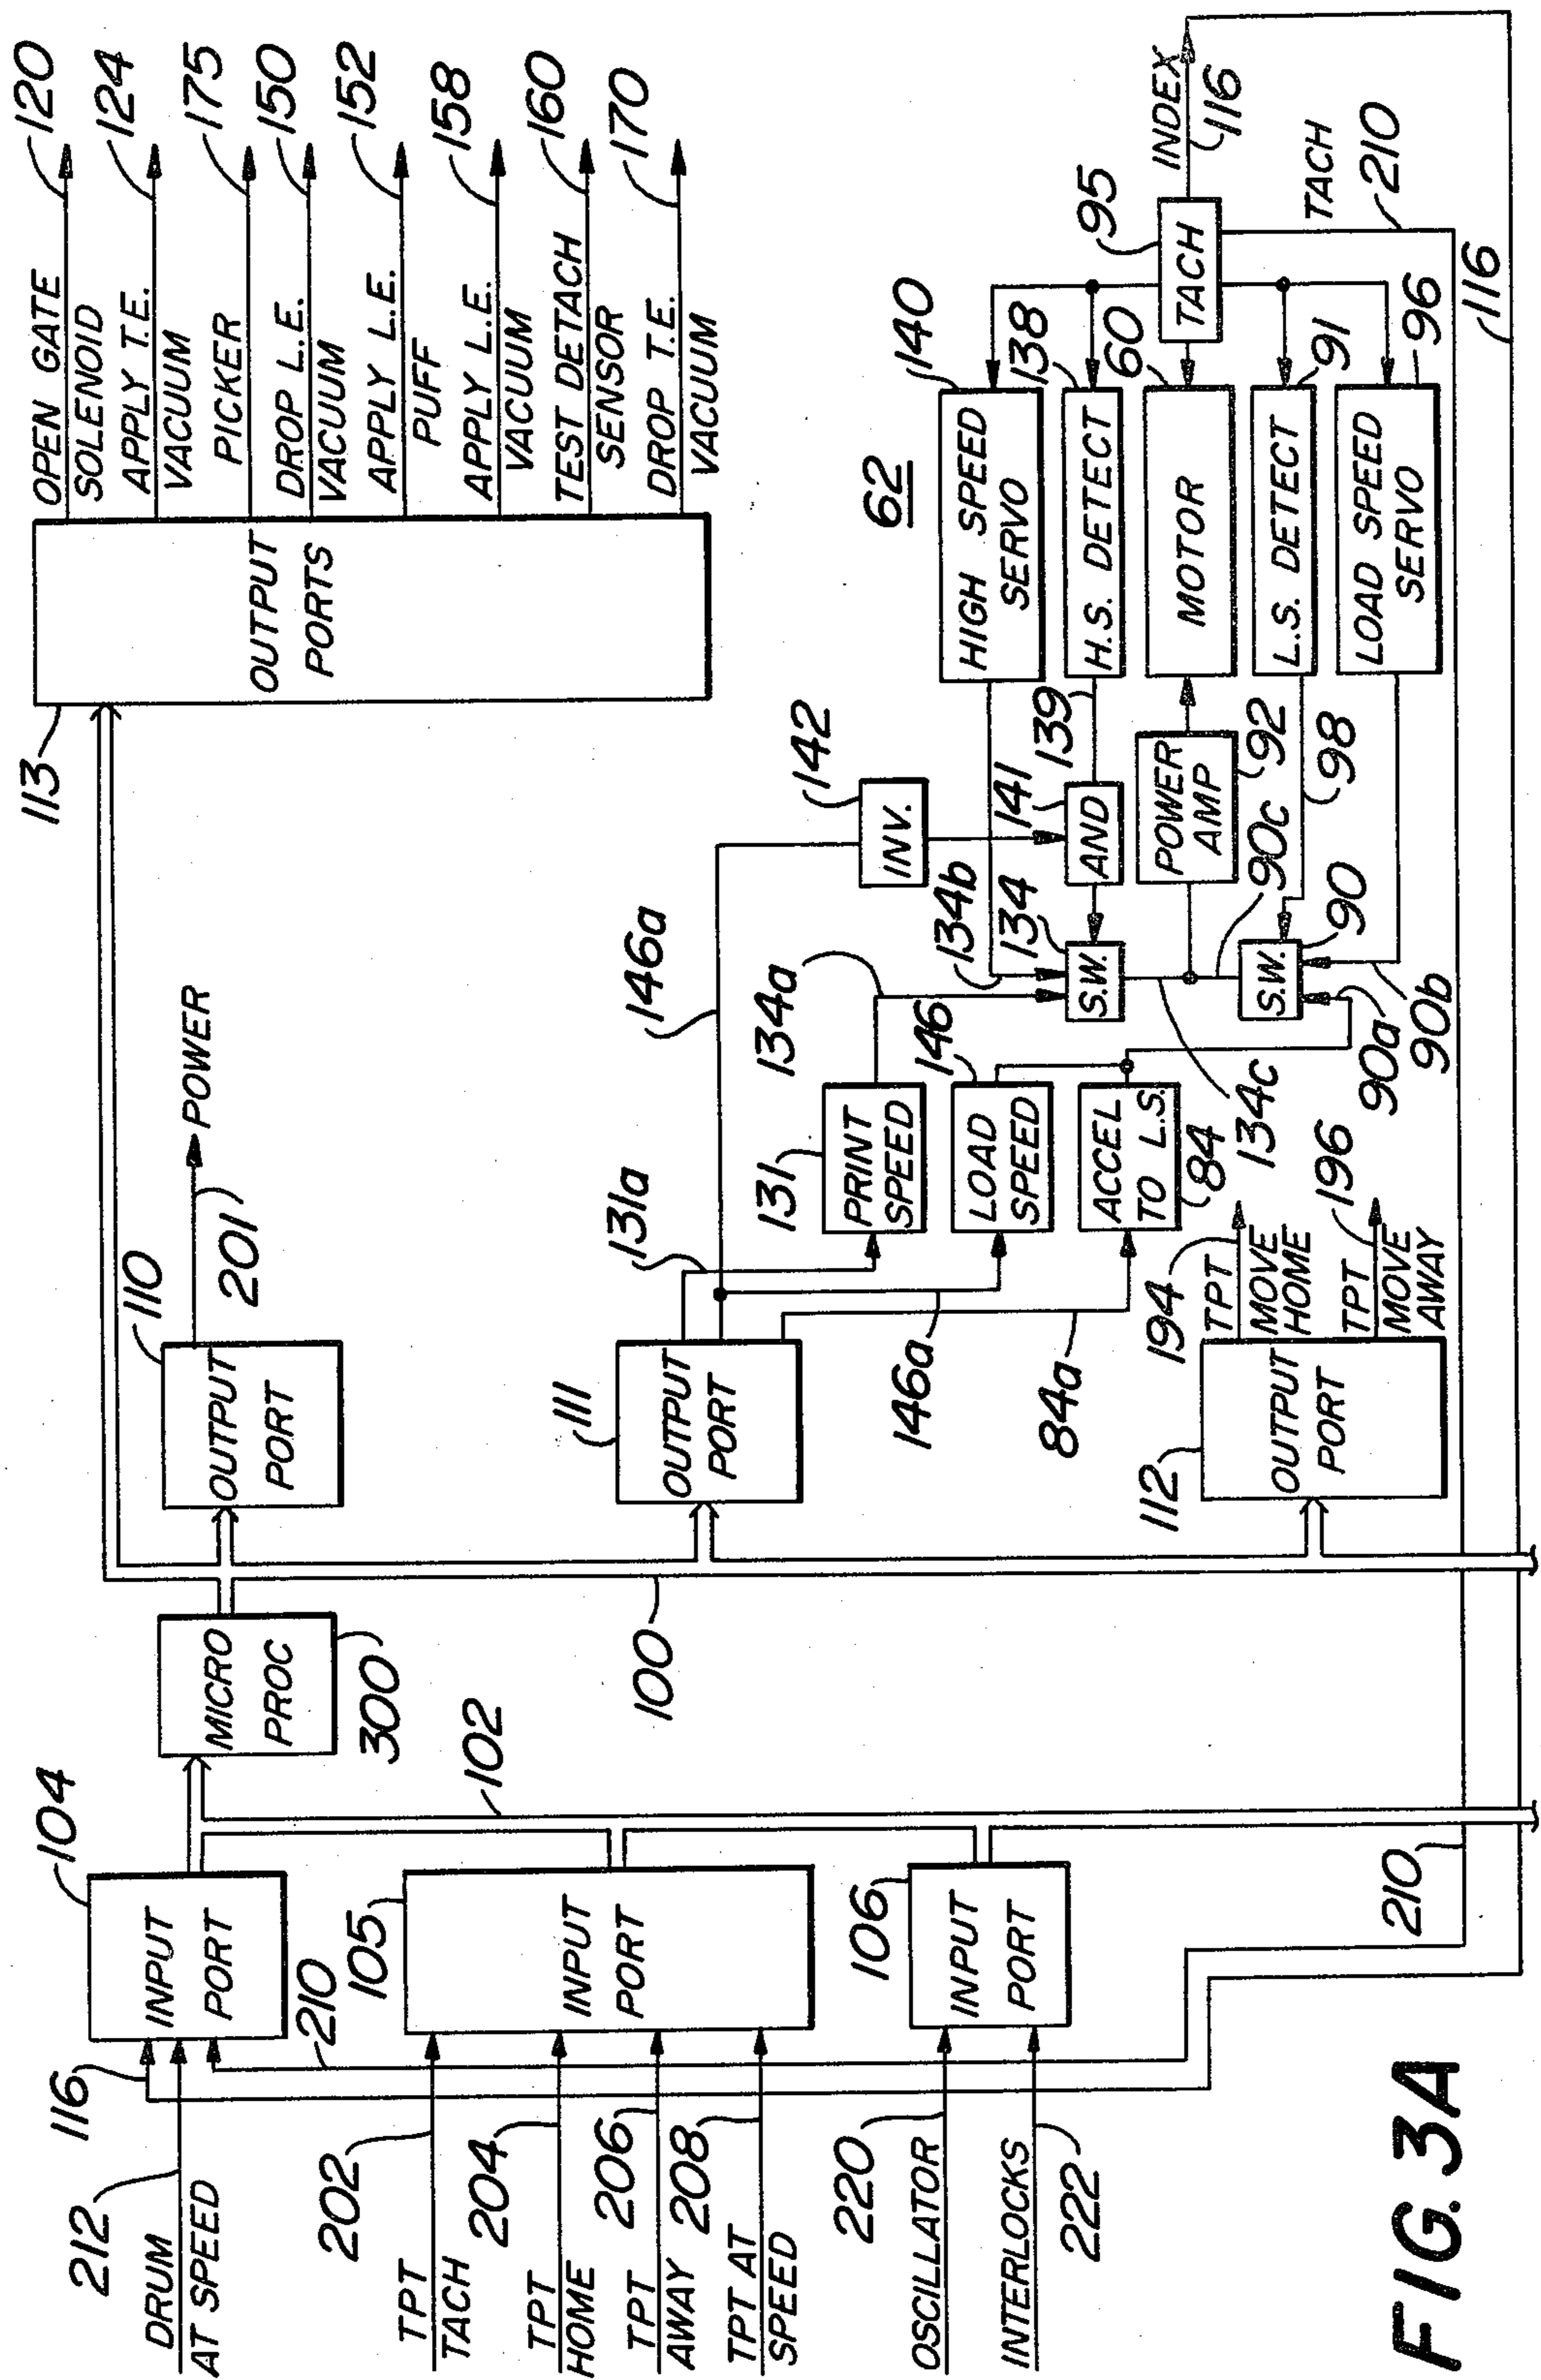 116
212
DRUM
AT SPEED
104
INPUT
PORT
210
202
TPT
TACH
204
TPT
HOME
206
TPT
AWAY
208
TPT AT
SPEED
105
INPUT
PORT
220
OSCILLATOR
INTERLOCKS
222
106
INPUT
PORT
102
210
MICRO
PROC
300
100
110
OUTPUT
PORT
201
POWER
111
OUTPUT
PORT
131a
146a
146a
84a
112
OUTPUT
PORT
194
TPT
MOVE
HOME
196
TPT
MOVE
AWAY
113
OUTPUT
PORTS
OPEN GATE
SOLENOID
120
APPLY T.E.
VACUUM
124
PICKER
175
DROP L.E.
VACUUM
150
APPLY L.E.
PUFF
152
APPLY L.E.
VACUUM
158
TEST DETACH
SENSOR
160
DROP T.E.
VACUUM
170
131
PRINT
SPEED
134a
146
LOAD
SPEED
ACCEL
TO L.S.
84
134c
142
INV.
134b
134
S.W.
141
AND
139
POWER
AMP
92
90c
98
S.W.
90
90a
90b
62
140
HIGH SPEED
SERVO
138
H.S. DETECT
60
MOTOR
91
L.S. DETECT
96
LOAD SPEED
SERVO
95
TACH
INDEX
116
TACH
210
116
FIG. 3A